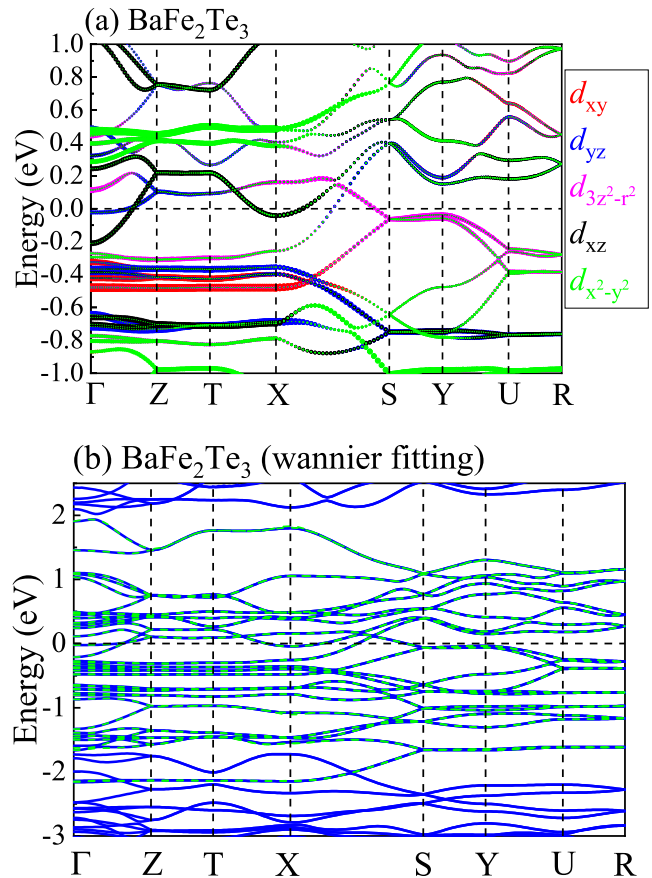 (a) BaFe₂Te₃
1.0
0.8
0.6
0.4
0.2
0.0
-0.2
-0.4
-0.6
-0.8
-1.0
Energy (eV)
Γ Z T X S Y U R
dxy
dyz
d3z²-r²
dxz
dx²-y²
(b) BaFe₂Te₃ (wannier fitting)
2
1
0
-1
-2
-3
Energy (eV)
Γ Z T X S Y U R